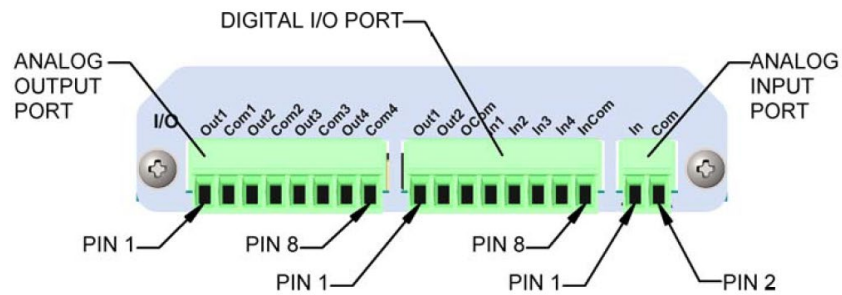 DIGITAL I/O PORT
ANALOG
OUTPUT
PORT
ANALOG
INPUT
PORT
I/O
Out1 Com1 Out2 Com2 Out3 Com3 Out4 Com4
Out1 Out2 OCom In1 In2 In3 In4 InCom
In Com
PIN 1 PIN 8 PIN 1 PIN 8 PIN 1 PIN 2